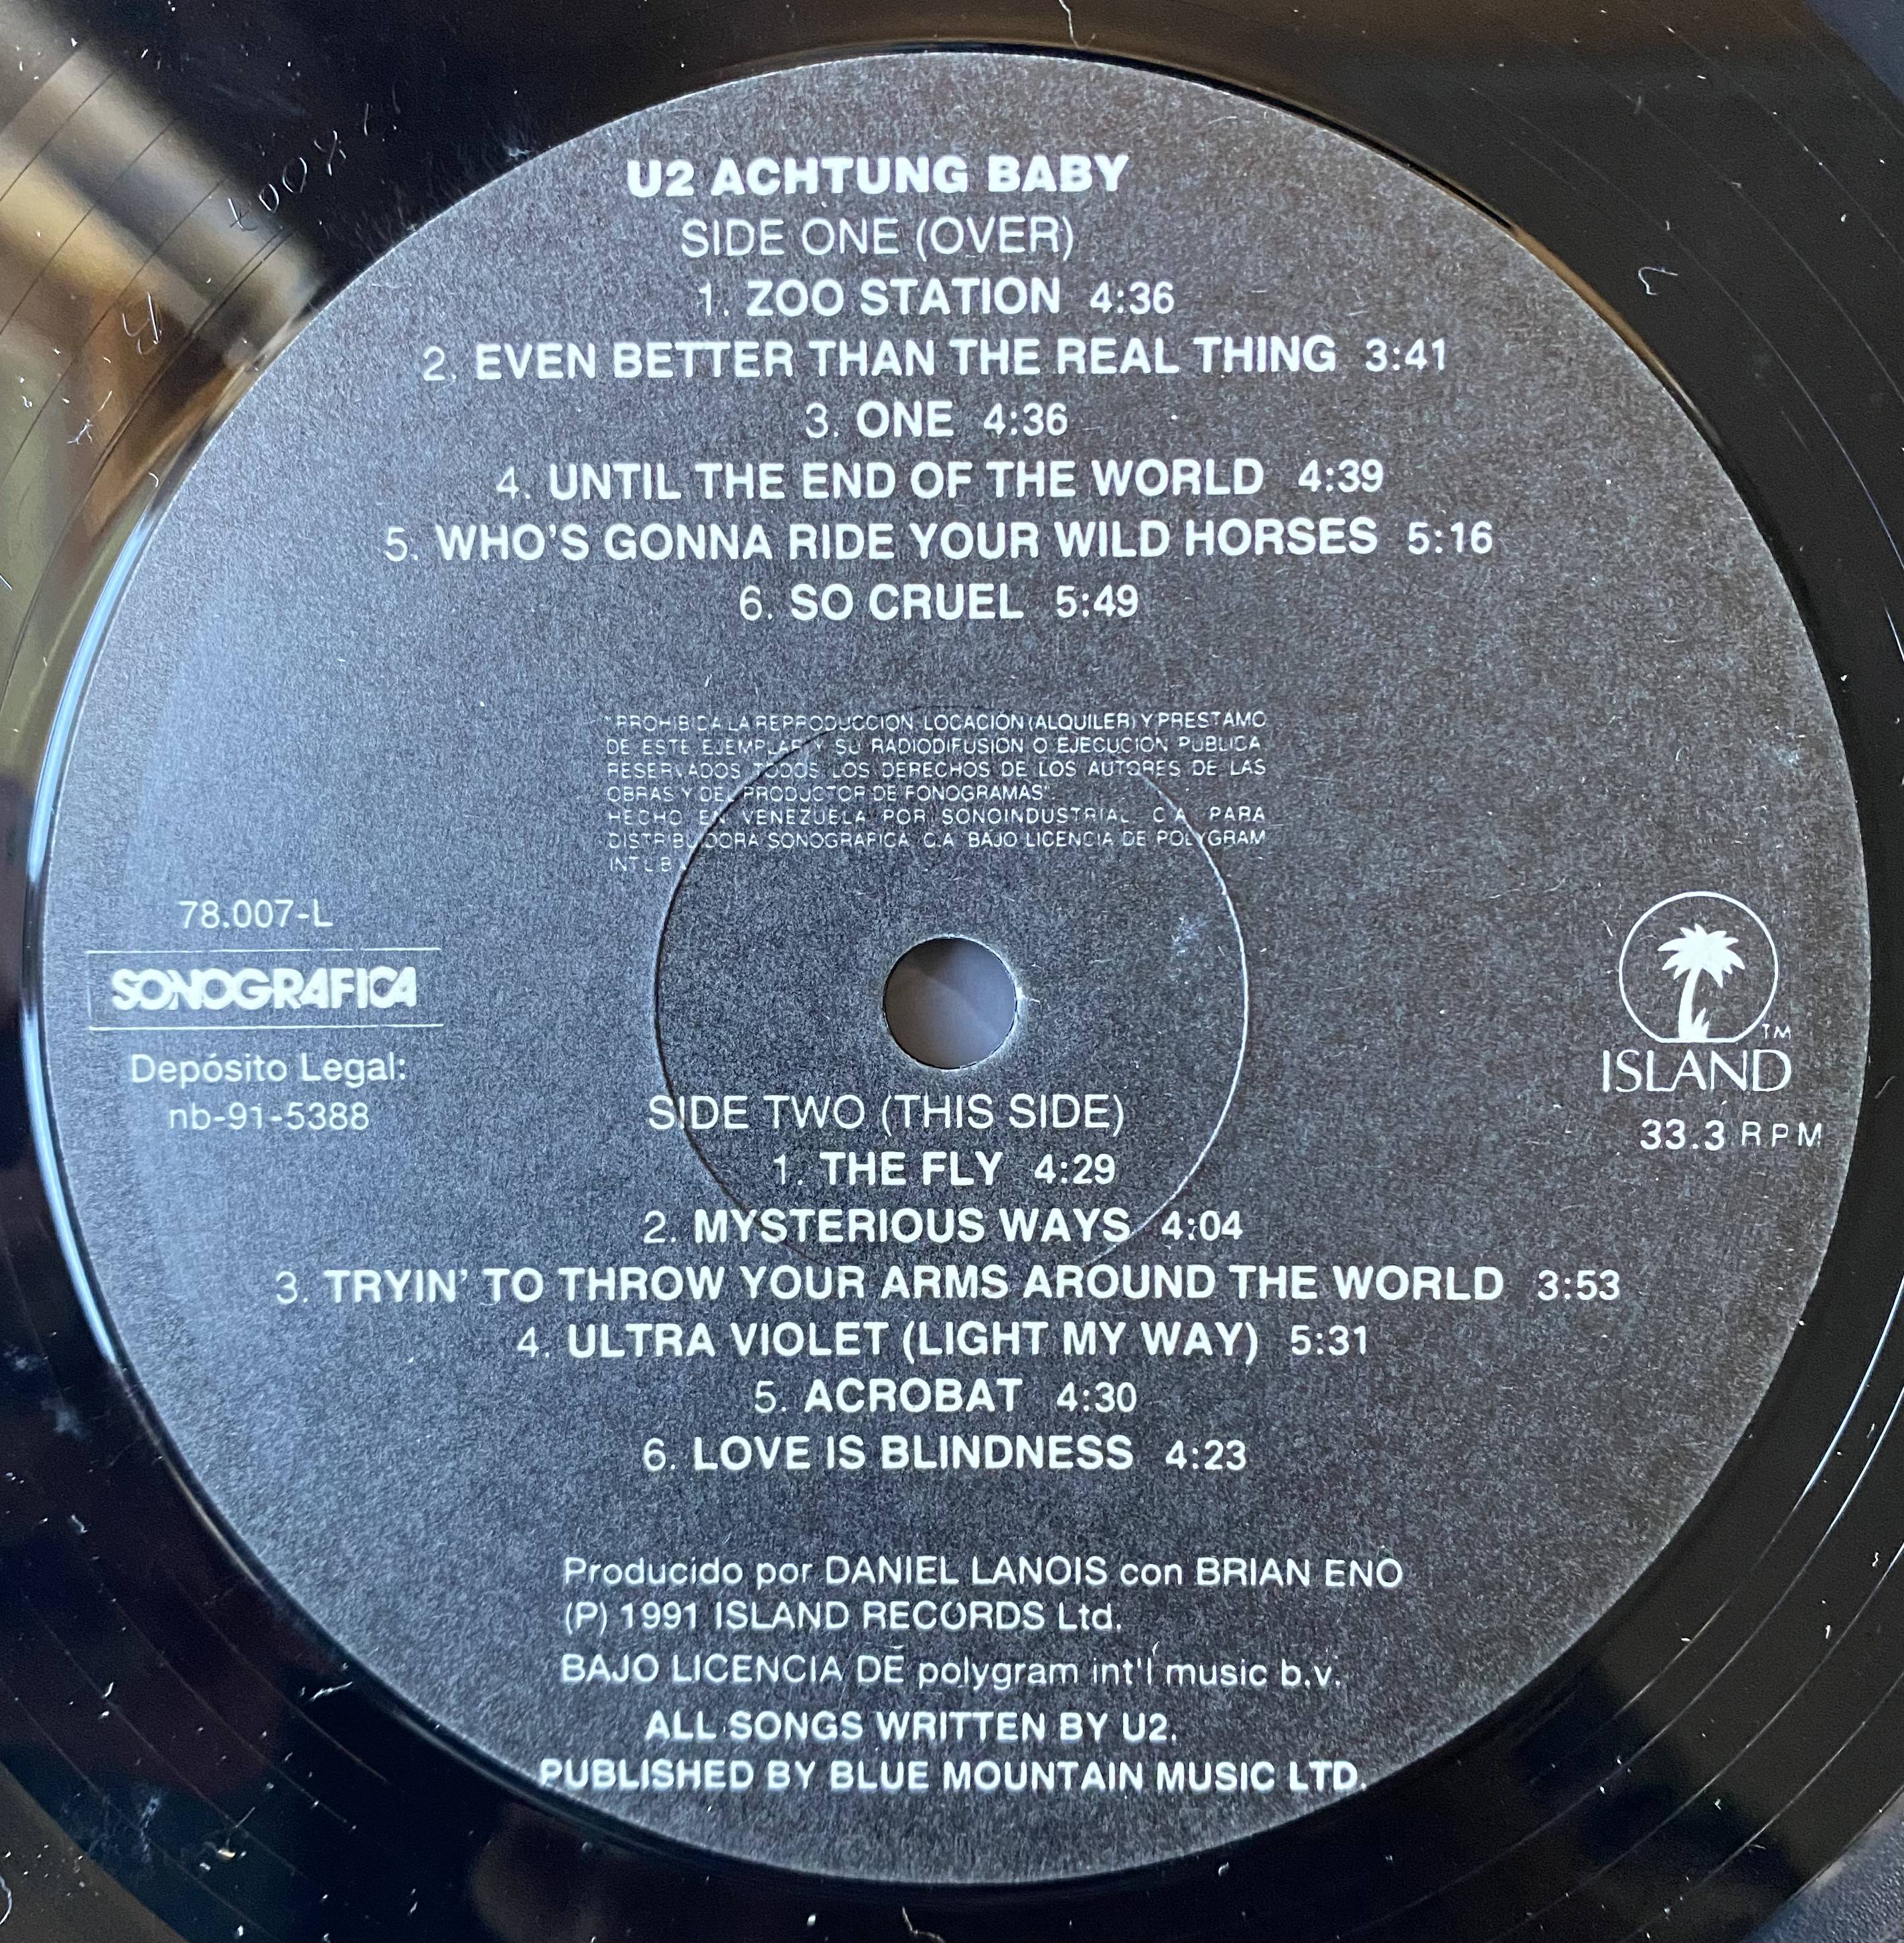 U2 ACHTUNG BABY
SIDE ONE (OVER)
1. ZOO STATION 4:36
2. EVEN BETTER THAN THE REAL THING 3:41
3. ONE 4:36
4. UNTIL THE END OF THE WORLD 4:39
5. WHO'S GONNA RIDE YOUR WILD HORSES 5:16
6. SO CRUEL 5:49
"PROHIBIDA LA REPRODUCCION, LOCACIÓN (ALQUILER) Y PRESTAMO
DE ESTE EJEMPLAR Y SU RADIODIFUSION O EJECUCION PUBLICA.
RESERVADOS TODOS LOS DERECHOS DE LOS AUTORES DE LAS
OBRAS Y DEL PRODUCTOR DE FONOGRAMAS".
HECHO EN VENEZUELA POR SONOINDUSTRIAL C.A. PARA
DISTRIBUIDORA SONOGRAFICA C.A. BAJO LICENCIA DE POLYGRAM
INT'L B.V.
78.007-L
SONOGRAFICA
Depósito Legal:
nb-91-5388
ISLAND
TM
33.3 RPM
SIDE TWO (THIS SIDE)
1. THE FLY 4:29
2. MYSTERIOUS WAYS 4:04
3. TRYIN' TO THROW YOUR ARMS AROUND THE WORLD 3:53
4. ULTRA VIOLET (LIGHT MY WAY) 5:31
5. ACROBAT 4:30
6. LOVE IS BLINDNESS 4:23
Producido por DANIEL LANOIS con BRIAN ENO
(P) 1991 ISLAND RECORDS Ltd.
BAJO LICENCIA DE polygram int'l music b.v.
ALL SONGS WRITTEN BY U2.
PUBLISHED BY BLUE MOUNTAIN MUSIC LTD.